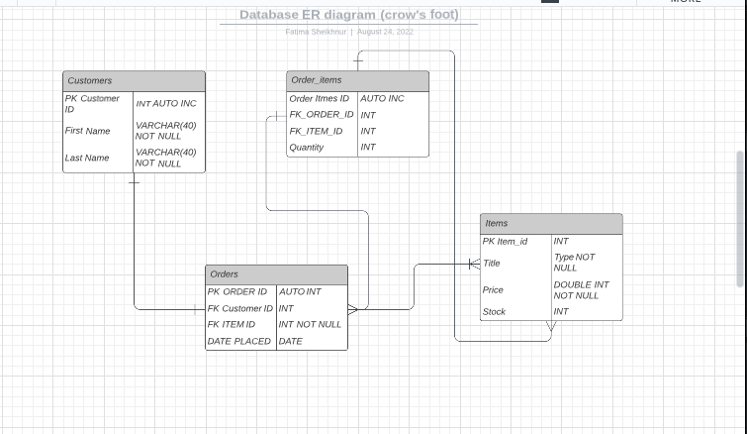 MORE
Database ER diagram (crow's foot)
Fatima Sheikhnur | August 24, 2022
Customers
PK Customer ID INT AUTO INC
First Name VARCHAR(40) NOT NULL
Last Name VARCHAR(40) NOT NULL
Order_items
Order Itmes ID AUTO INC
FK_ORDER_ID INT
FK_ITEM_ID INT
Quantity INT
Items
PK Item_id INT
Title Type NOT NULL
Price DOUBLE INT NOT NULL
Stock INT
Orders
PK ORDER ID AUTO INT
FK Customer ID INT
FK ITEM ID INT NOT NULL
DATE PLACED DATE